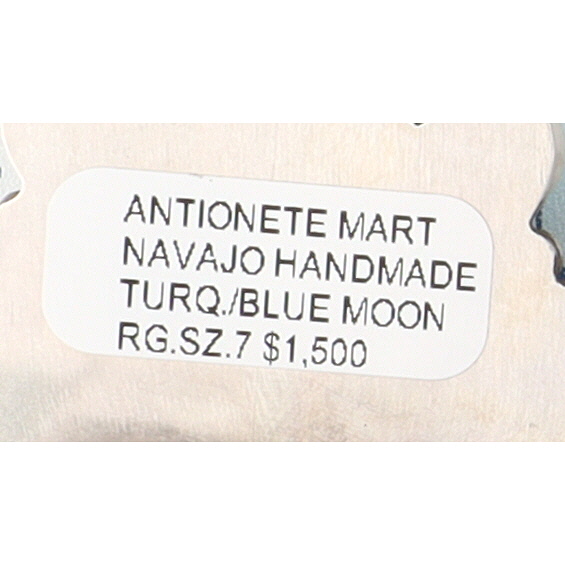 ANTIONETE MART
NAVAJO HANDMADE
TURQ./BLUE MOON
RG.SZ.7 $1,500